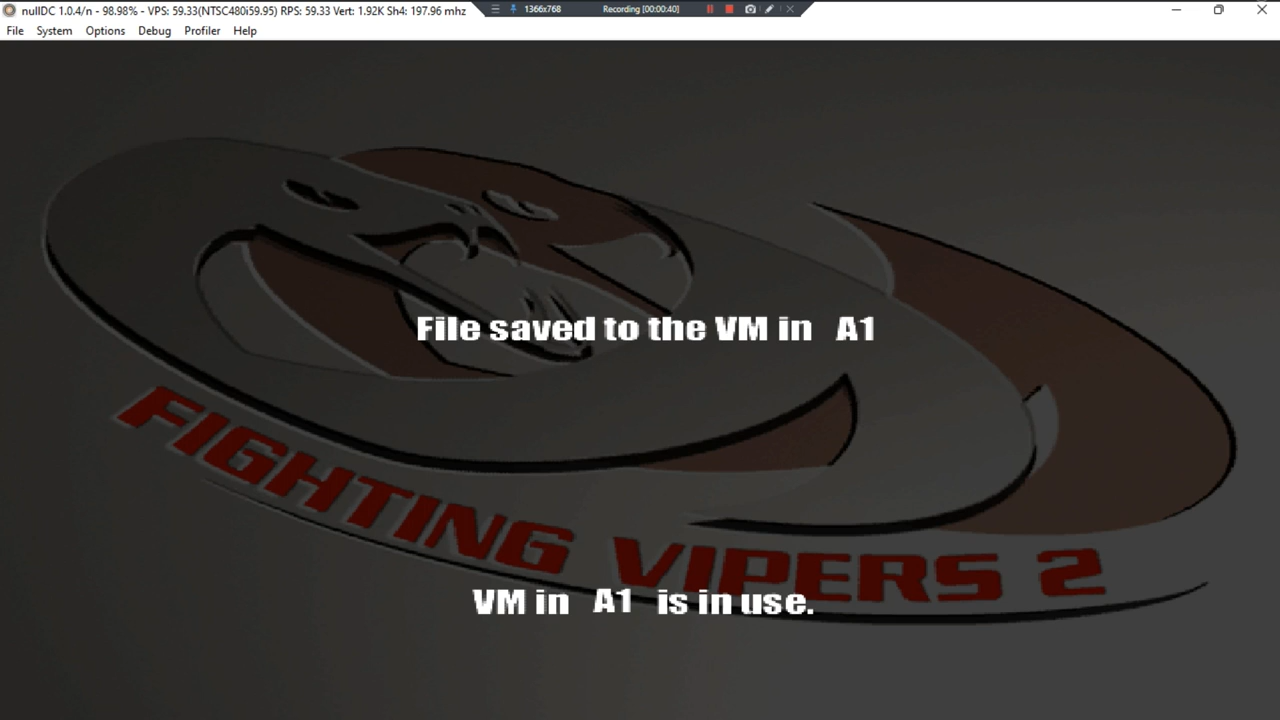 nullDC 1.0.4/n - 98.98% - VPS: 59.33(NTSC480i59.95) RPS: 59.33 Vert: 1.92K Sh4: 197.96 mhz
1366x768
Recording [00:00:40]
File System Options Debug Profiler Help
File saved to the VM in A1
FIGHTING VIPERS 2
VM in A1 is in use.